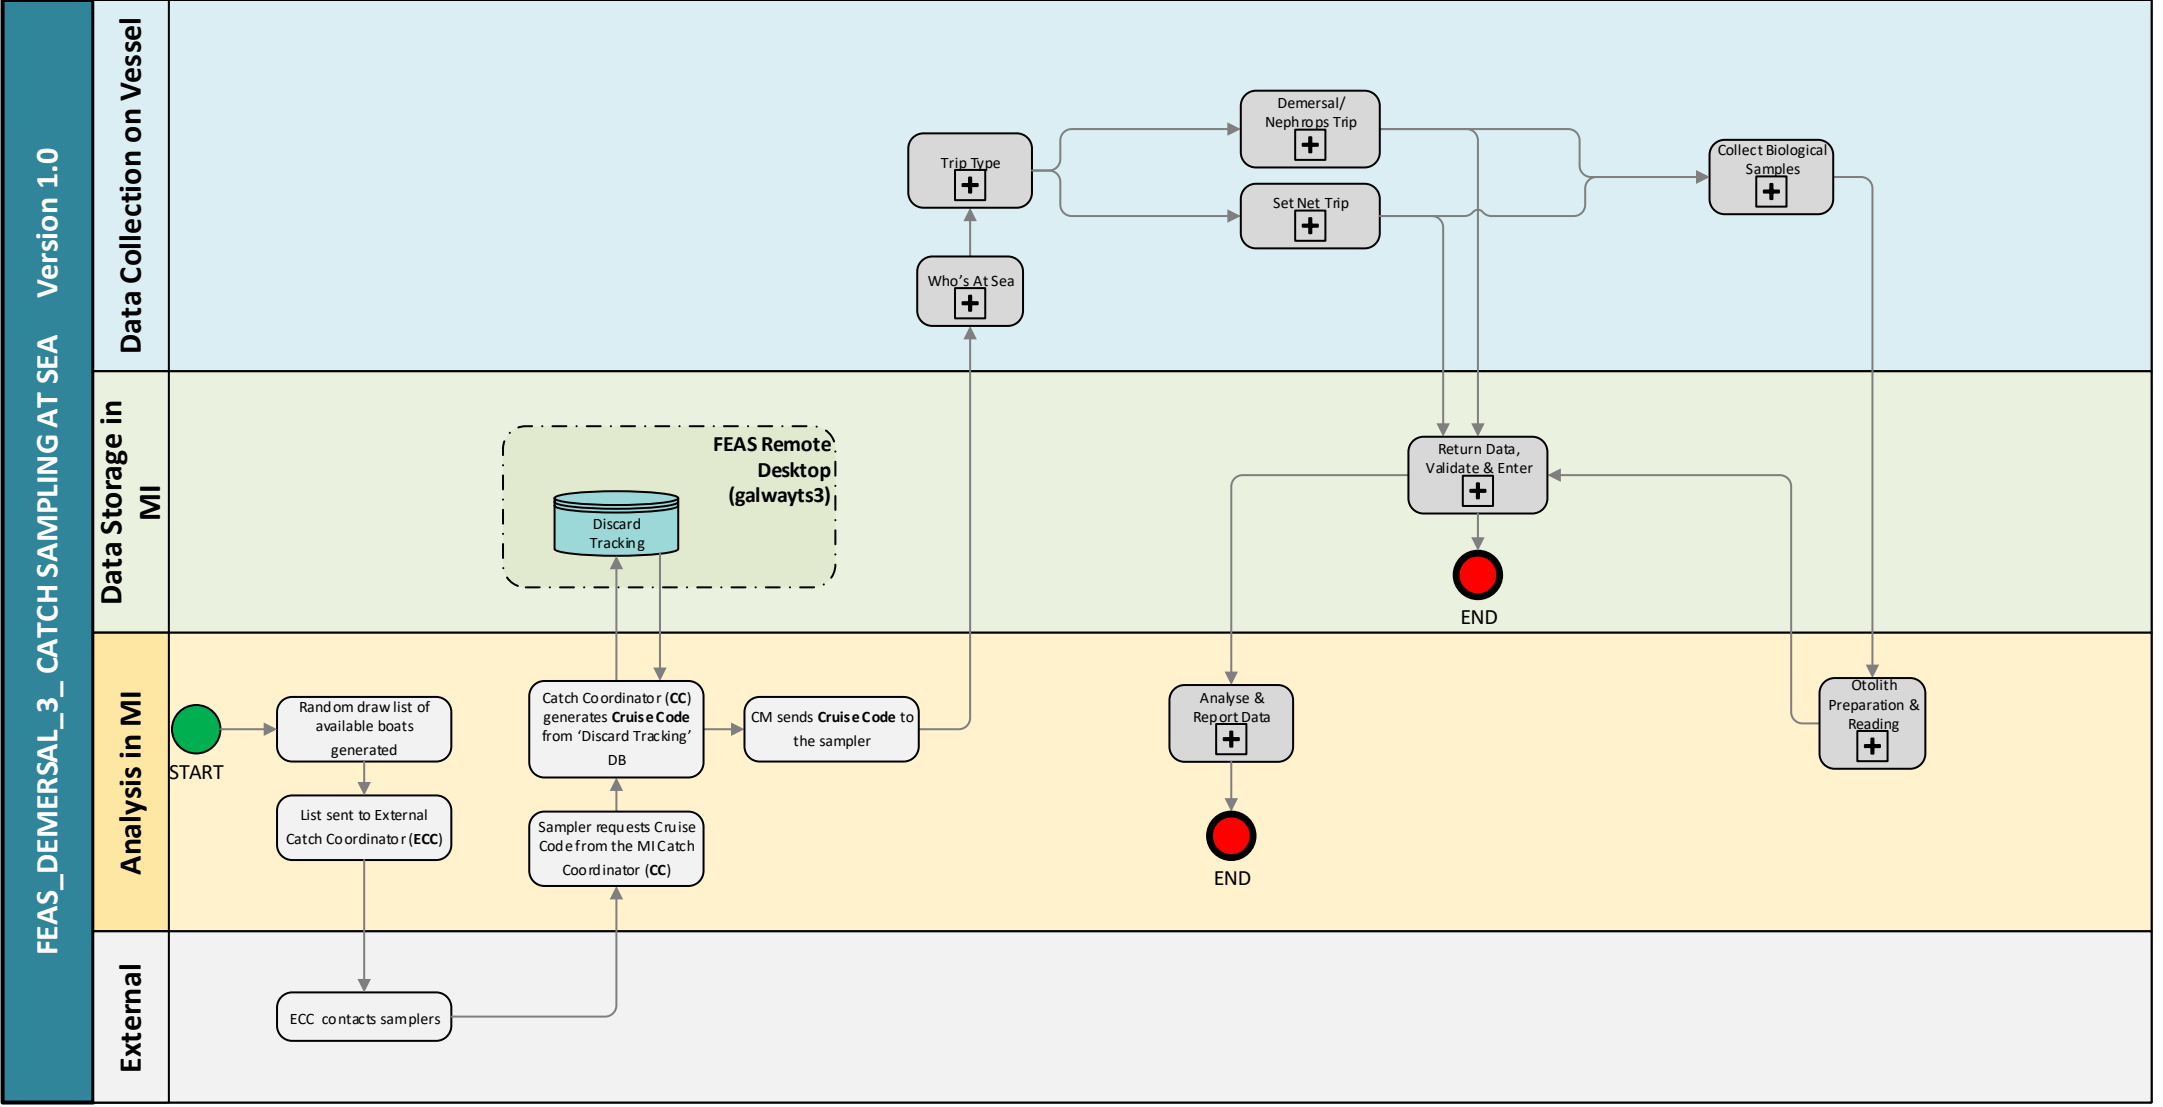 FEAS_DEMERSAL_3_ CATCH SAMPLING AT SEA Version 1.0
Data Collection on Vessel
Trip Type
Who's At Sea
Demersal/
Nephrops Trip
Set Net Trip
Collect Biological
Samples
Data Storage in
MI
FEAS Remote
Desktop
(galwayts3)
Discard
Tracking
Return Data,
Validate & Enter
END
Analysis in MI
START
Random draw list of
available boats
generated
List sent to External
Catch Coordinator (ECC)
Catch Coordinator (CC)
generates Cruise Code
from ‘Discard Tracking’
DB
Sampler requests Cruise
Code from the MI Catch
Coordinator (CC)
CM sends Cruise Code to
the sampler
Analyse &
Report Data
END
Otolith
Preparation &
Reading
External
ECC contacts samplers